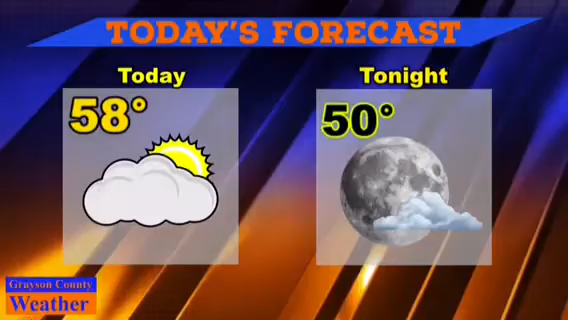 TODAY'S FORECAST
Today
Tonight
58°
50°
Grayson County
Weather